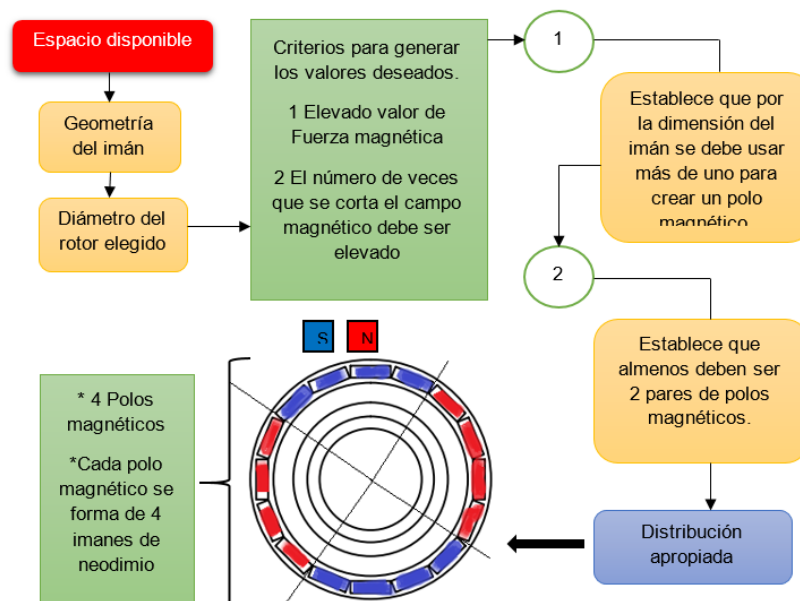 Espacio disponible
Geometría
del imán
Diámetro del
rotor elegido
Criterios para generar
los valores deseados.
1 Elevado valor de
Fuerza magnética
2 El número de veces
que se corta el campo
magnético debe ser
elevado
1
Establece que por
la dimensión del
imán se debe usar
más de uno para
crear un polo
magnético.
2
Establece que
almenos deben ser
2 pares de polos
magnéticos.
Distribución
apropiada
S N
* 4 Polos
magnéticos
*Cada polo
magnético se
forma de 4
imanes de
neodimio